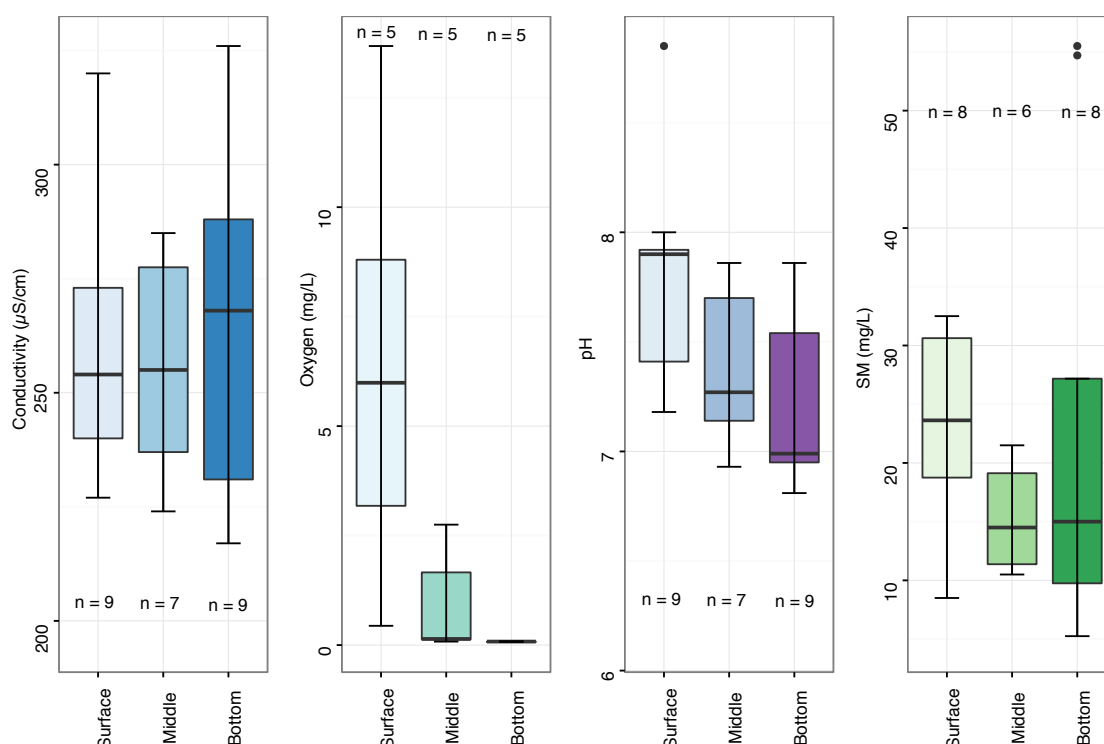 Conductivity (µS/cm)
300
250
200
n = 9
n = 7
n = 9
Surface
Middle
Bottom
Oxygen (mg/L)
10
5
0
n = 5
n = 5
n = 5
Surface
Middle
Bottom
pH
8
7
6
n = 9
n = 7
n = 9
Surface
Middle
Bottom
SM (mg/L)
50
40
30
20
10
n = 8
n = 6
n = 8
Surface
Middle
Bottom